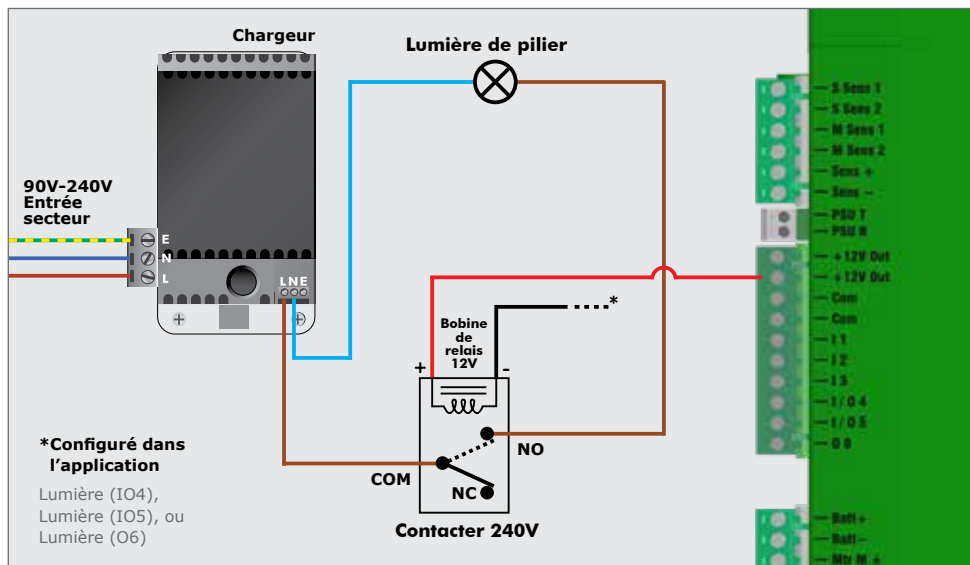 Chargeur
Lumière de pilier
90V-240V
Entrée
secteur
E
N
L
LNE
Bobine
de
relais
12V
+
-
*
NO
COM
NC
Contacter 240V
*Configuré dans
l’application
Lumière (IO4),
Lumière (IO5), ou
Lumière (O6)
S Sens 1
S Sens 2
M Sens 1
M Sens 2
Sens +
Sens -
PSU T
PSU R
+12V Out
+12V Out
Com
Com
I 1
I 2
I 3
I / O 4
I / O 5
O 6
Batt+
Batt-
Mtr M +